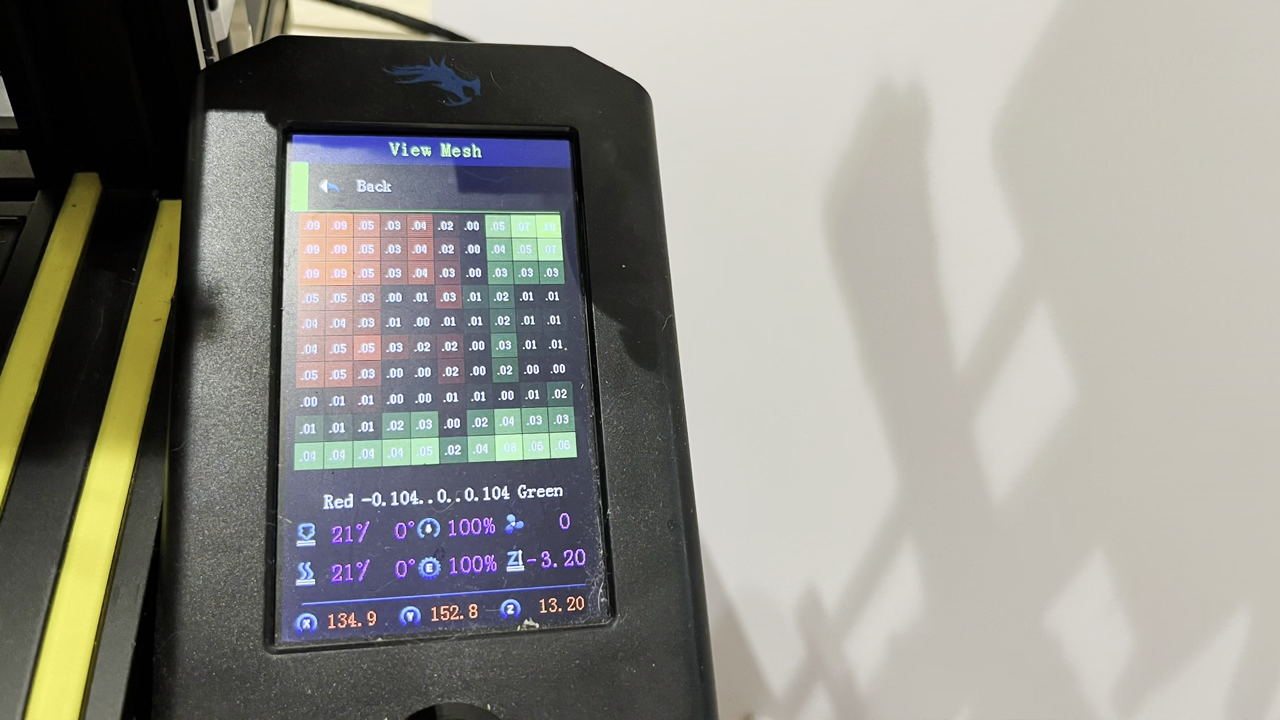 View Mesh
Back
.09 .09 .05 .03 .04 .02 .00 .05 .07
.09 .09 .05 .03 .04 .02 .00 .04 .05 .07
.09 .09 .05 .03 .04 .03 .00 .03 .03 .03
.05 .05 .03 .00 .01 .03 .01 .02 .01 .01
.04 .04 .03 .01 .00 .01 .01 .02 .01 .01
.04 .05 .05 .03 .02 .02 .00 .03 .01 .01
.05 .05 .03 .00 .00 .02 .00 .02 .00 .00
.00 .01 .01 .00 .00 .01 .01 .00 .01 .02
.01 .01 .01 .02 .03 .00 .02 .04 .03 .03
.04 .04 .04 .04 .05 .02 .04 .06 .06
Red -0.104..0..0.104 Green
21/ 0° 100% 0
21/ 0° E 100% Z -3.20
X 134.9 Y 152.8 Z 13.20